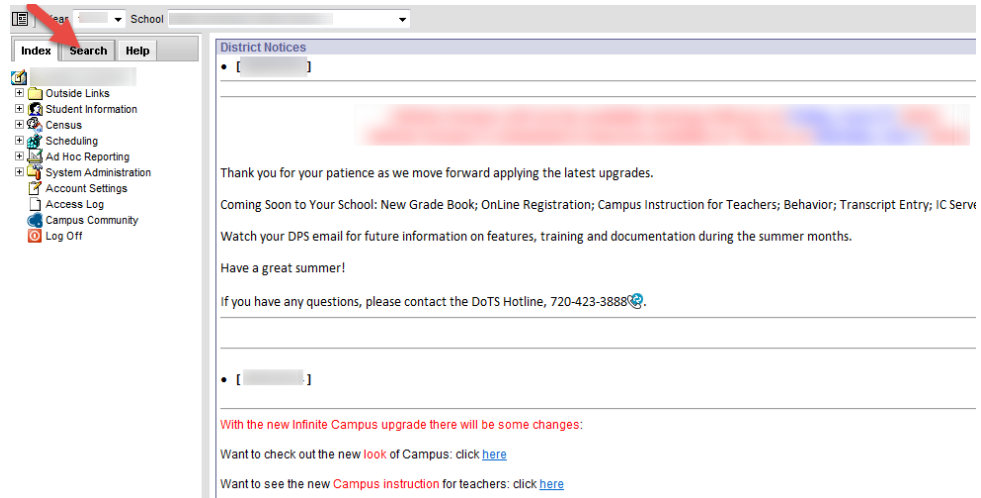 Year School
Index Search Help
Outside Links
Student Information
Census
Scheduling
Ad Hoc Reporting
System Administration
Account Settings
Access Log
Campus Community
Log Off
District Notices
• [ ]
Thank you for your patience as we move forward applying the latest upgrades.
Coming Soon to Your School: New Grade Book; OnLine Registration; Campus Instruction for Teachers; Behavior; Transcript Entry; IC Serve
Watch your DPS email for future information on features, training and documentation during the summer months.
Have a great summer!
If you have any questions, please contact the DoTS Hotline, 720-423-3888.
• [ ]
With the new Infinite Campus upgrade there will be some changes:
Want to check out the new look of Campus: click here
Want to see the new Campus instruction for teachers: click here